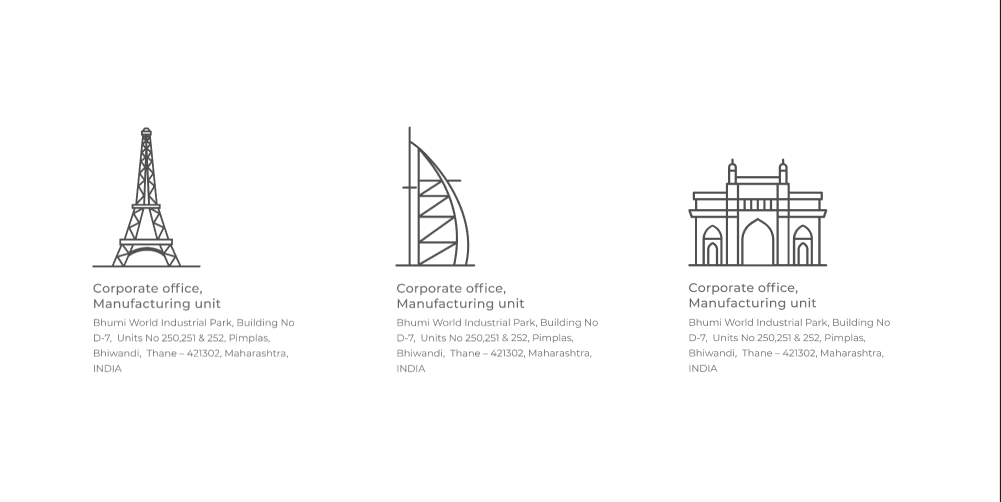 Corporate office,
Manufacturing unit
Bhumi World Industrial Park, Building No
D-7, Units No 250,251 & 252, Pimplas,
Bhiwandi, Thane – 421302, Maharashtra,
INDIA
Corporate office,
Manufacturing unit
Bhumi World Industrial Park, Building No
D-7, Units No 250,251 & 252, Pimplas,
Bhiwandi, Thane – 421302, Maharashtra,
INDIA
Corporate office,
Manufacturing unit
Bhumi World Industrial Park, Building No
D-7, Units No 250,251 & 252, Pimplas,
Bhiwandi, Thane – 421302, Maharashtra,
INDIA